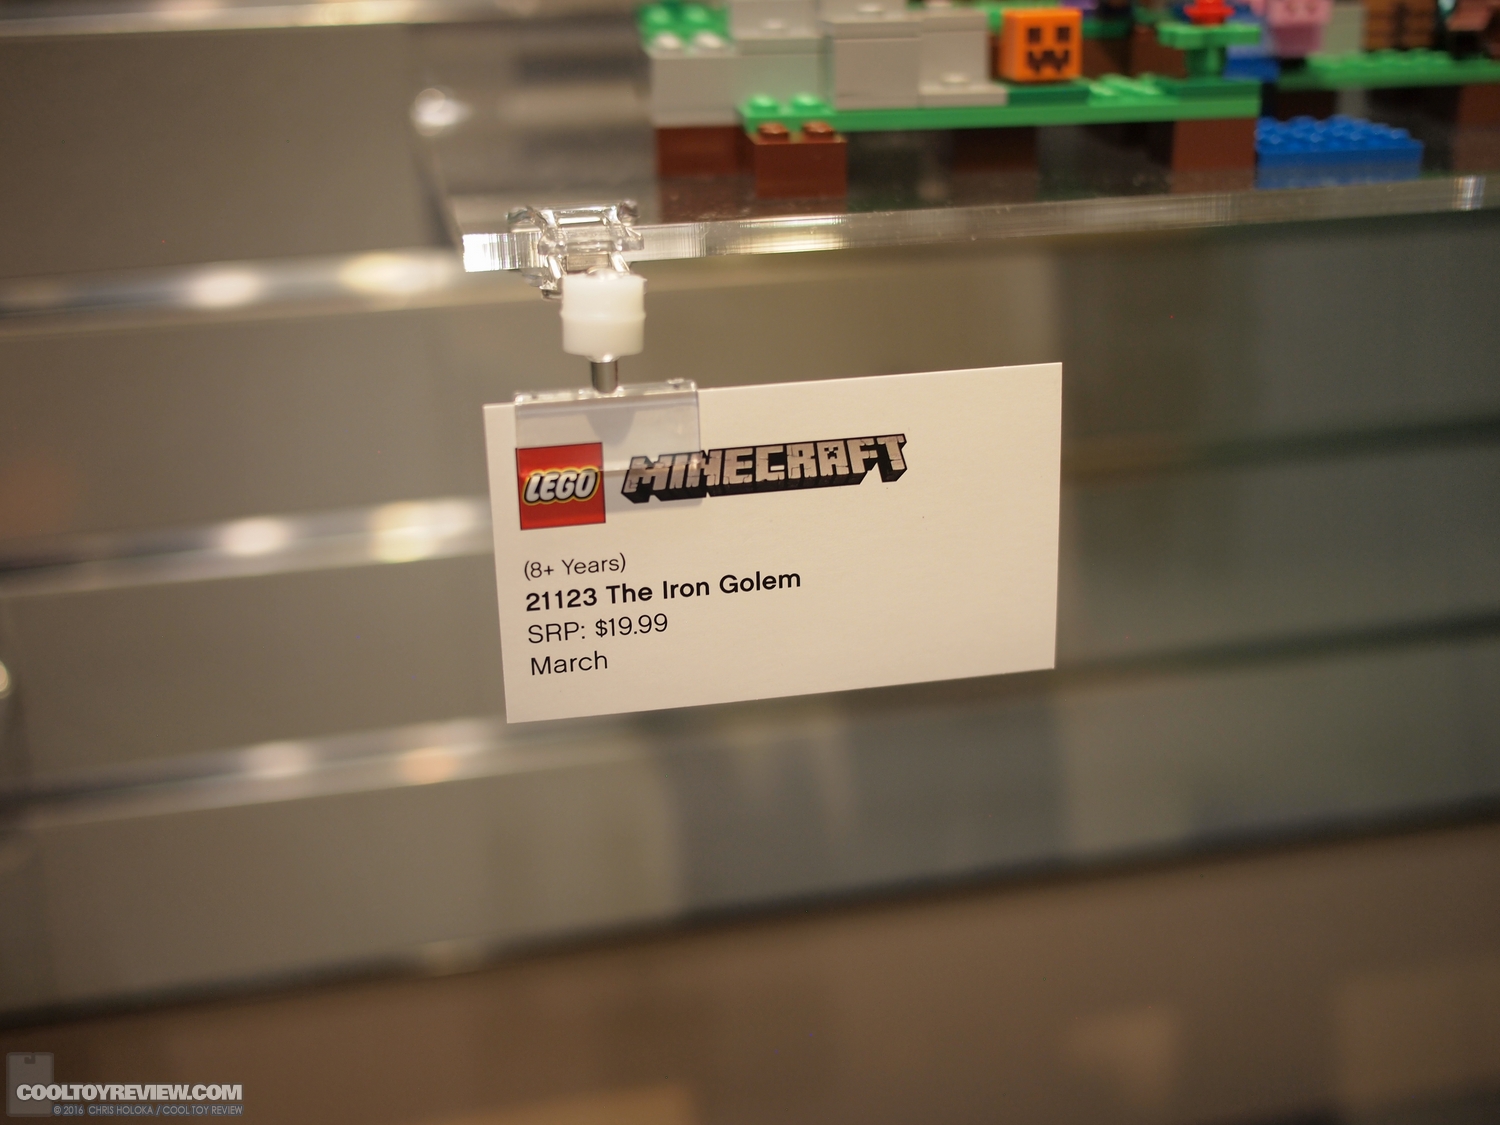 LEGO MINECRAFT
(8+ Years)
21123 The Iron Golem
SRP: $19.99
March
COOLTOYREVIEW.COM
© 2016 CHRIS HOLOKA / COOL TOY REVIEW